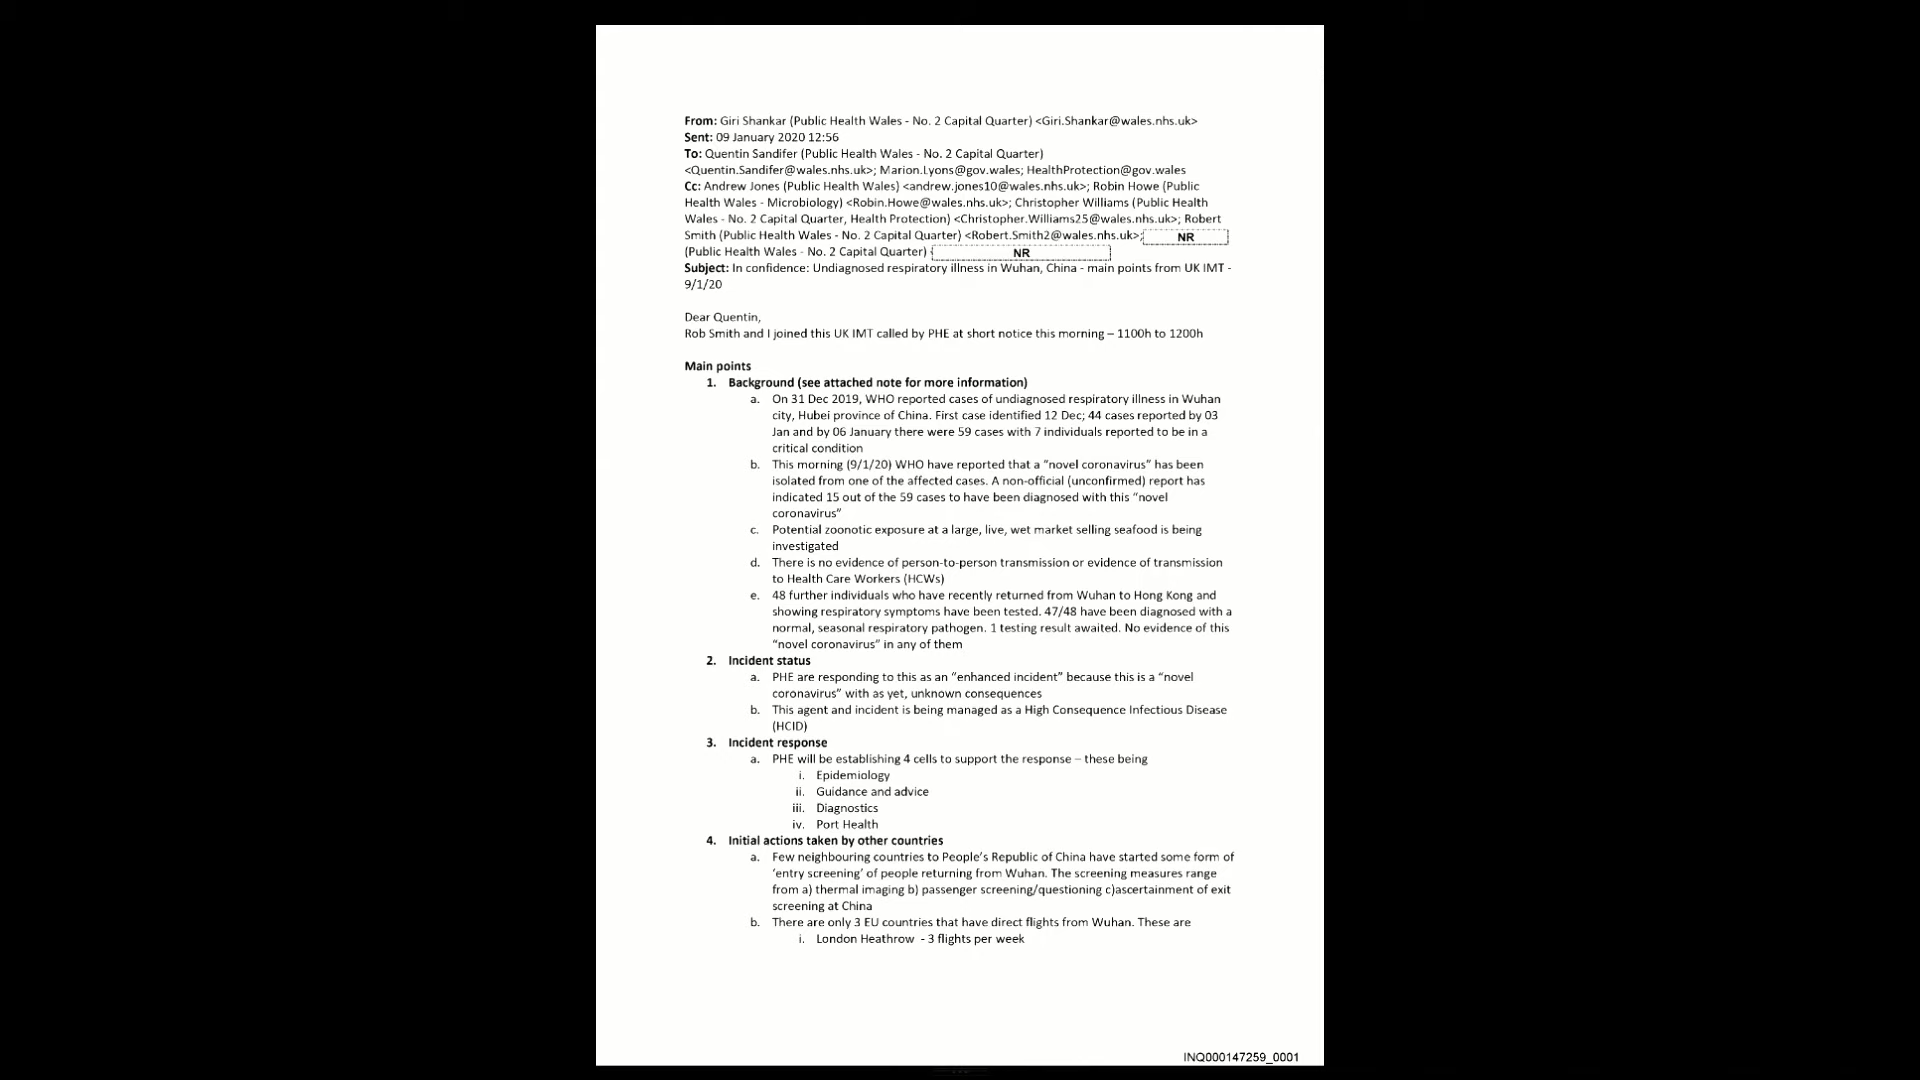 From: Giri Shankar (Public Health Wales - No. 2 Capital Quarter) <Giri.Shankar@wales.nhs.uk>
Sent: 09 January 2020 12:56
To: Quentin Sandifer (Public Health Wales - No. 2 Capital Quarter)
<Quentin.Sandifer@wales.nhs.uk>; Marion.Lyons@gov.wales; HealthProtection@gov.wales
Cc: Andrew Jones (Public Health Wales) <andrew.jones10@wales.nhs.uk>; Robin Howe (Public
Health Wales - Microbiology) <Robin.Howe@wales.nhs.uk>; Christopher Williams (Public Health
Wales - No. 2 Capital Quarter, Health Protection) <Christopher.Williams25@wales.nhs.uk>; Robert
Smith (Public Health Wales - No. 2 Capital Quarter) <Robert.Smith2@wales.nhs.uk>; NR
(Public Health Wales - No. 2 Capital Quarter) NR
Subject: In confidence: Undiagnosed respiratory illness in Wuhan, China - main points from UK IMT -
9/1/20
Dear Quentin,
Rob Smith and I joined this UK IMT called by PHE at short notice this morning – 1100h to 1200h
Main points
1. Background (see attached note for more information)
a. On 31 Dec 2019, WHO reported cases of undiagnosed respiratory illness in Wuhan
city, Hubei province of China. First case identified 12 Dec; 44 cases reported by 03
Jan and by 06 January there were 59 cases with 7 individuals reported to be in a
critical condition
b. This morning (9/1/20) WHO have reported that a “novel coronavirus” has been
isolated from one of the affected cases. A non-official (unconfirmed) report has
indicated 15 out of the 59 cases to have been diagnosed with this “novel
coronavirus”
c. Potential zoonotic exposure at a large, live, wet market selling seafood is being
investigated
d. There is no evidence of person-to-person transmission or evidence of transmission
to Health Care Workers (HCWs)
e. 48 further individuals who have recently returned from Wuhan to Hong Kong and
showing respiratory symptoms have been tested. 47/48 have been diagnosed with a
normal, seasonal respiratory pathogen. 1 testing result awaited. No evidence of this
“novel coronavirus” in any of them
2. Incident status
a. PHE are responding to this as an “enhanced incident” because this is a “novel
coronavirus” with as yet, unknown consequences
b. This agent and incident is being managed as a High Consequence Infectious Disease
(HCID)
3. Incident response
a. PHE will be establishing 4 cells to support the response – these being
i. Epidemiology
ii. Guidance and advice
iii. Diagnostics
iv. Port Health
4. Initial actions taken by other countries
a. Few neighbouring countries to People’s Republic of China have started some form of
‘entry screening’ of people returning from Wuhan. The screening measures range
from a) thermal imaging b) passenger screening/questioning c)ascertainment of exit
screening at China
b. There are only 3 EU countries that have direct flights from Wuhan. These are
i. London Heathrow - 3 flights per week
INQ000147259_0001